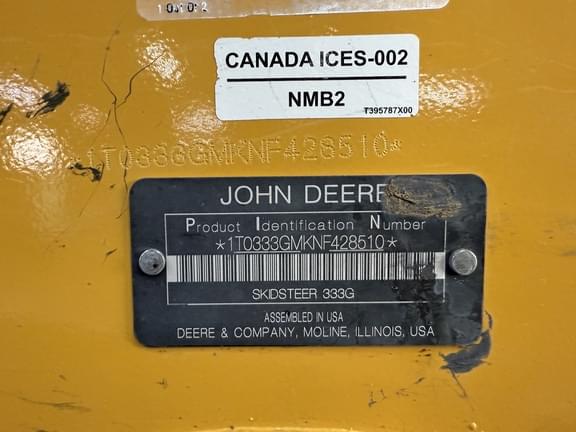 CANADA ICES-002
NMB2
T395787X00
*1T0333GMKNF428510*
JOHN DEERE
Product Identification Number
*1T0333GMKNF428510*
SKIDSTEER 333G
ASSEMBLED IN USA
DEERE & COMPANY, MOLINE, ILLINOIS, USA